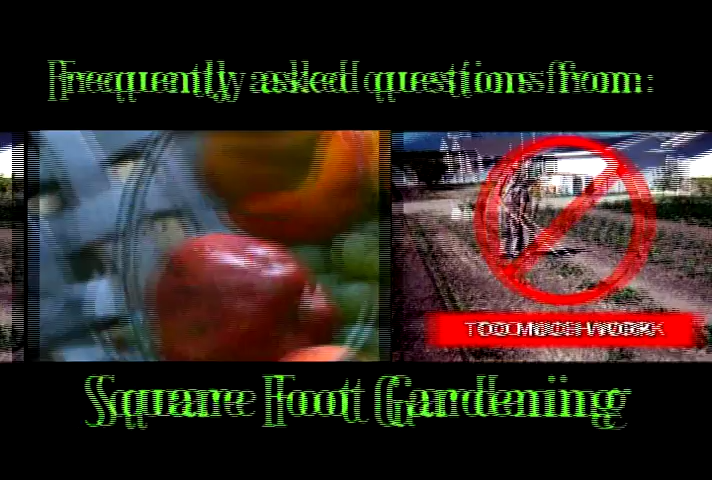 Frequently asked questions from:
TOO MUCH WORK
Square Foot Gardening